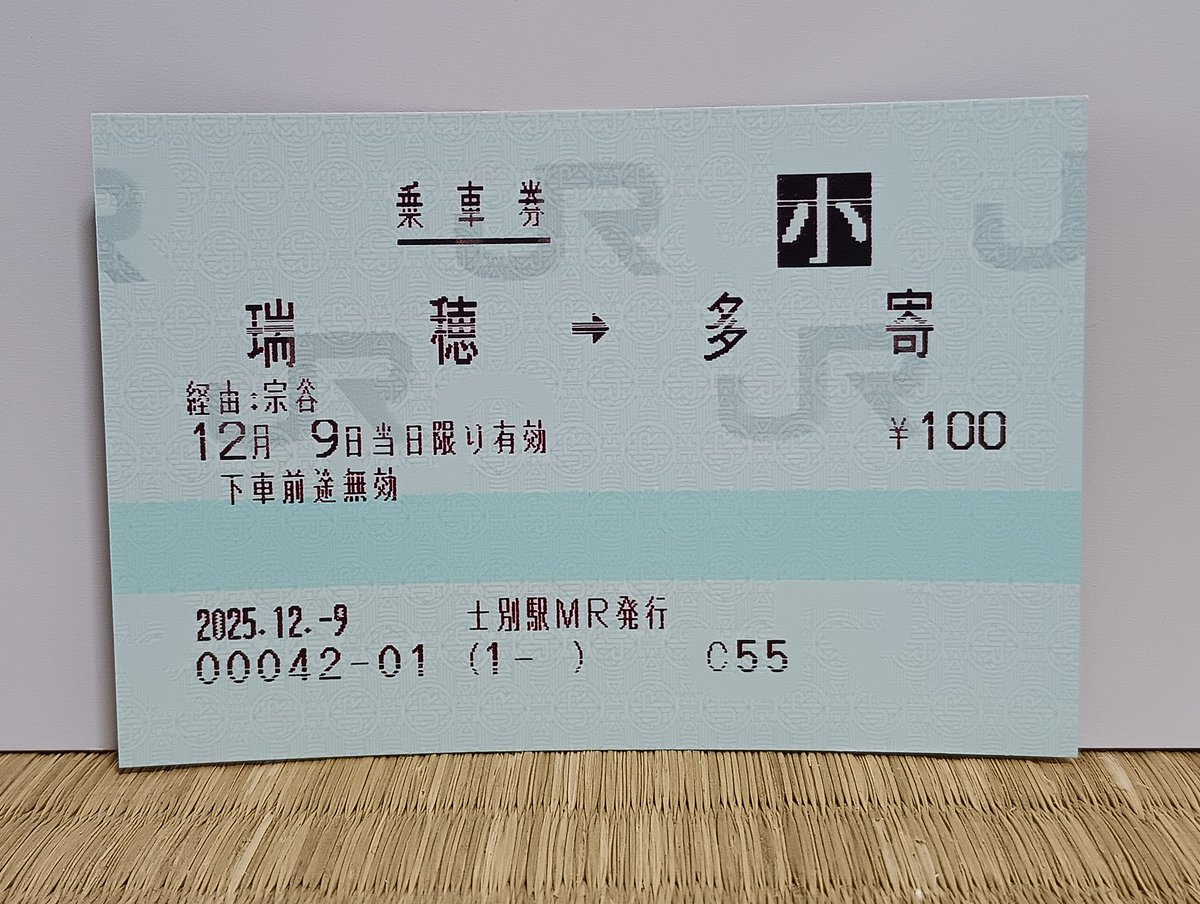 乗車券 小
瑞穂 → 多寄
経由:宗谷
12月 9日当日限り有効 ¥100
下車前途無効
2025.12.-9 士別駅MR発行
00042-01 (1- ) C55